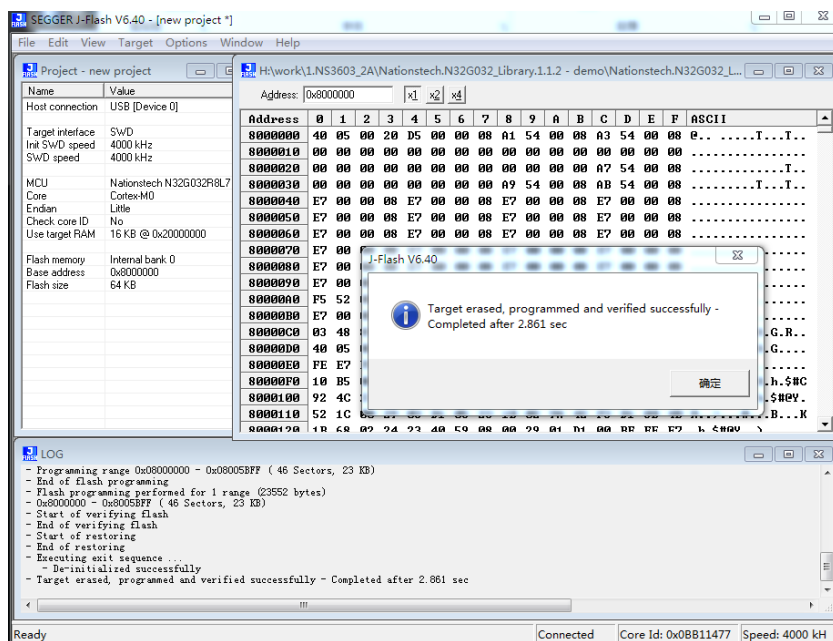 SEGGER J-Flash V6.40 - [new project *]
File Edit View Target Options Window Help
Project - new project
Name Value
Host connection USB [Device 0]
Target interface SWD
Init SWD speed 4000 kHz
SWD speed 4000 kHz
MCU Nationstech N32G032R8L7
Core Cortex-M0
Endian Little
Check core ID No
Use target RAM 16 KB @ 0x20000000
Flash memory Internal bank 0
Base address 0x8000000
Flash size 64 KB
H:\work\1.NS3603_2A\Nationstech.N32G032_Library.1.1.2 - demo\Nationstech.N32G032_L...
Address: 0x8000000 x1 x2 x4
Address 0 1 2 3 4 5 6 7 8 9 A B C D E F ASCII
8000000 40 05 00 20 D5 00 00 08 A1 54 00 08 A3 54 00 08 @.. .....T...T..
8000010 00 00 00 00 00 00 00 00 00 00 00 00 00 00 00 00 ................
8000020 00 00 00 00 00 00 00 00 00 00 00 00 A7 54 00 08 .............T..
8000030 00 00 00 00 00 00 00 00 A9 54 00 08 AB 54 00 08 .........T...T..
8000040 E7 00 00 08 E7 00 00 08 E7 00 00 08 E7 00 00 08 ................
8000050 E7 00 00 08 E7 00 00 08 E7 00 00 08 E7 00 00 08 ................
8000060 00 00 00 08 E7 00 00 08 E7 00 00 08 E7 00 00 08 ................
8000070 E7 00
8000080 E7 00
8000090 E7 00
80000A0 F5 52
80000B0 E7 00
80000C0 03 48 .G.R..
80000D0 40 05 .G....
80000E0 FE E7
80000F0 10 B5 .h.$#C
8000100 92 4C .$#@Y.
8000110 52 1C ...B...K
8000120 1B 68 02 24 23 40 59 08 00 29 01 D1 00 BF FE E7 .h.$#@Y..)
J-Flash V6.40
Target erased, programmed and verified successfully -
Completed after 2.861 sec
确定
LOG
- Programming range 0x08000000 - 0x08005BFF ( 46 Sectors, 23 KB)
- End of flash programming
- Flash programming performed for 1 range (23552 bytes)
- 0x8000000 - 0x8005BFF ( 46 Sectors, 23 KB)
- Start of verifying flash
- End of verifying flash
- Start of restoring
- End of restoring
- Executing exit sequence ...
- De-initialized successfully
- Target erased, programmed and verified successfully - Completed after 2.861 sec
Ready Connected Core Id: 0x0BB11477 Speed: 4000 kH